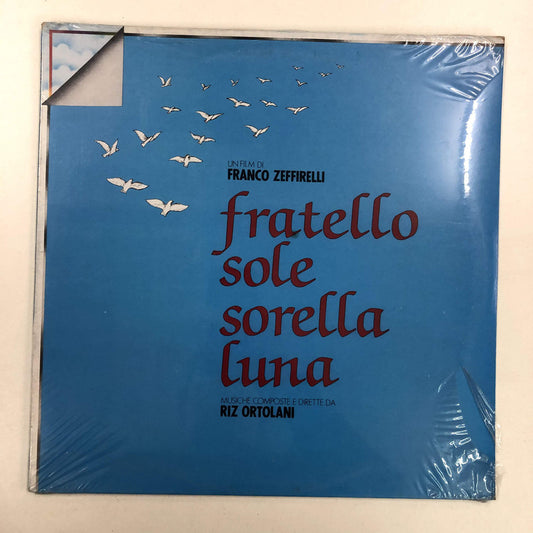 UN FILM DI
FRANCO ZEFFIRELLI
fratello
sole
sorella
luna
MUSICHE COMPOSTE E DIRETTE DA
RIZ ORTOLANI